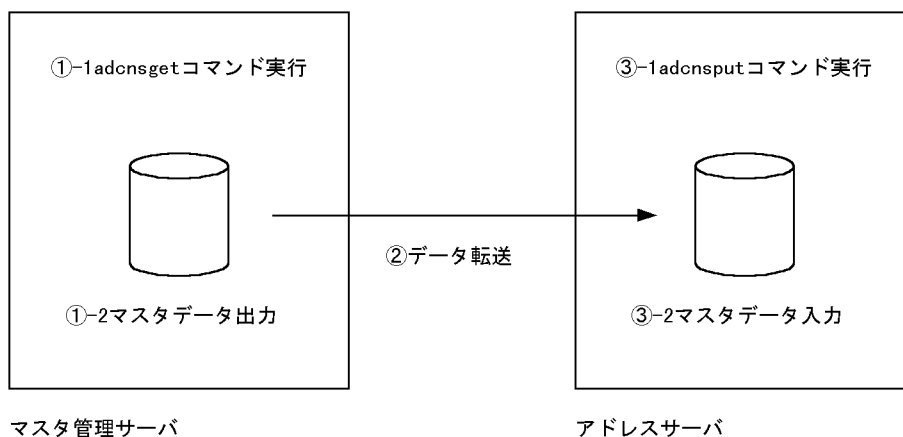 ①-1adcnsgetコマンド実行
①-2マスタデータ出力
マスタ管理サーバ
②データ転送
③-1adcnsputコマンド実行
③-2マスタデータ入力
アドレスサーバ